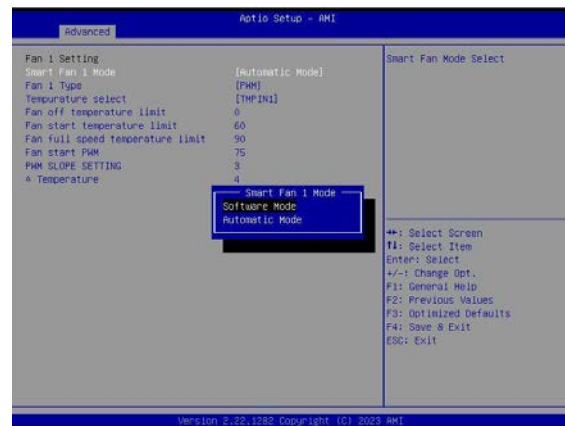 Aptio Setup - AMI
Advanced
Fan 1 Setting
Smart Fan 1 Mode [Automatic Mode]
Fan 1 Type [PWM]
Tempurature select [TMPIN1]
Fan off temperature limit 0
Fan start temperature limit 60
Fan full speed temperature limit 90
Fan start PWM 75
PWM SLOPE SETTING 3
Δ Temperature 4
Smart Fan 1 Mode
Software Mode
Automatic Mode
Smart Fan Mode Select
→←: Select Screen
↑↓: Select Item
Enter: Select
+/-: Change Opt.
F1: General Help
F2: Previous Values
F3: Optimized Defaults
F4: Save & Exit
ESC: Exit
Version 2.22.1282 Copyright (C) 2023 AMI